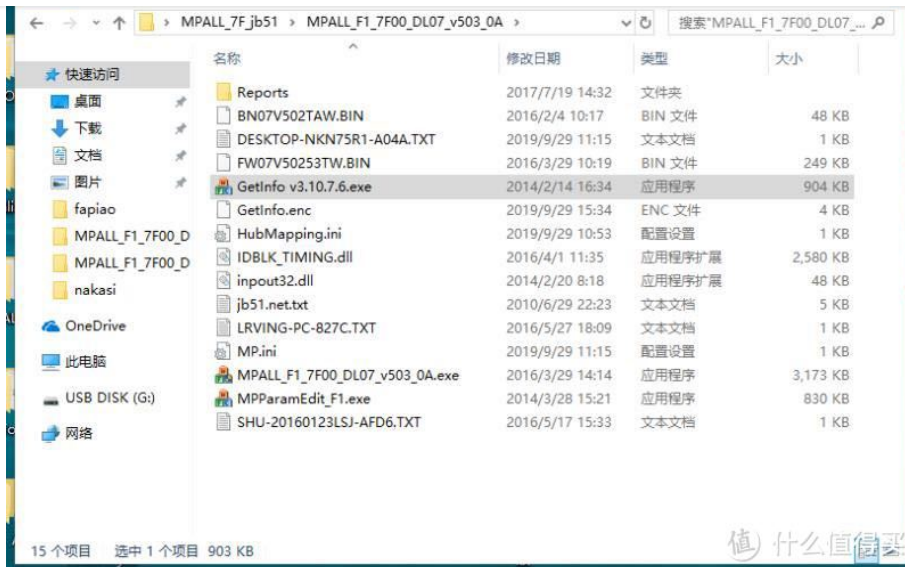 MPALL_7F_jb51 › MPALL_F1_7F00_DL07_v503_0A ›
搜索"MPALL_F1_7F00_DL07_...
名称 修改日期 类型 大小
快速访问
桌面
下载
文档
图片
fapiao
MPALL_F1_7F00_D
MPALL_F1_7F00_D
nakasi
OneDrive
此电脑
USB DISK (G:)
网络
Reports 2017/7/19 14:32 文件夹
BN07V502TAW.BIN 2016/2/4 10:17 BIN 文件 48 KB
DESKTOP-NKN75R1-A04A.TXT 2019/9/29 11:15 文本文档 1 KB
FW07V50253TW.BIN 2016/3/29 10:19 BIN 文件 249 KB
GetInfo v3.10.7.6.exe 2014/2/14 16:34 应用程序 904 KB
GetInfo.enc 2019/9/29 15:34 ENC 文件 4 KB
HubMapping.ini 2019/9/29 10:53 配置设置 1 KB
IDBLK_TIMING.dll 2016/4/1 11:35 应用程序扩展 2,580 KB
inpout32.dll 2014/2/20 8:18 应用程序扩展 48 KB
jb51.net.txt 2010/6/29 22:23 文本文档 5 KB
LRVING-PC-827C.TXT 2016/5/27 18:09 文本文档 1 KB
MP.ini 2019/9/29 11:15 配置设置 1 KB
MPALL_F1_7F00_DL07_v503_0A.exe 2016/3/29 14:14 应用程序 3,173 KB
MPParamEdit_F1.exe 2014/3/28 15:21 应用程序 830 KB
SHU-20160123LSJ-AFD6.TXT 2016/5/17 15:33 文本文档 1 KB
15 个项目 选中 1 个项目 903 KB
值 什么值得买